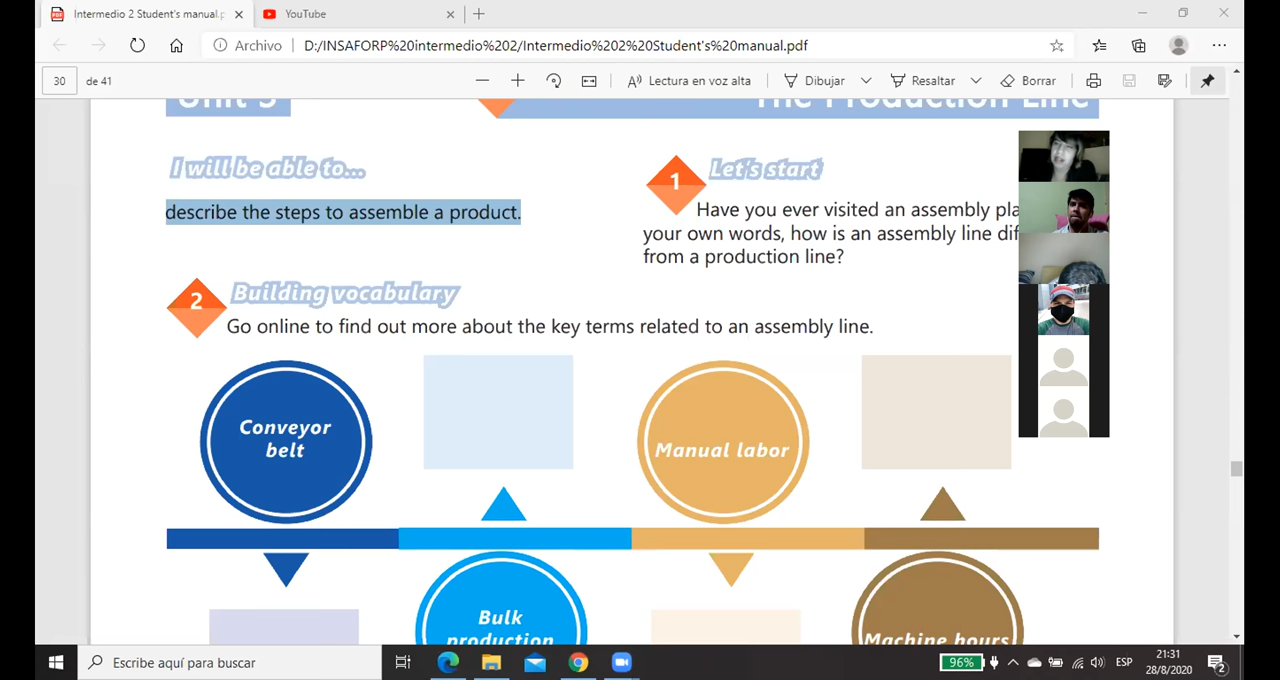 Intermedio 2 Student's manual.p
YouTube
Archivo
D:/INSAFORP%20intermedio%202/Intermedio%202%20Student's%20manual.pdf
30
de 41
Lectura en voz alta
Dibujar
Resaltar
Borrar
The Production Line
I will be able to...
describe the steps to assemble a product.
1
Let's start
Have you ever visited an assembly pla
your own words, how is an assembly line dif
from a production line?
2
Building vocabulary
Go online to find out more about the key terms related to an assembly line.
Conveyor
belt
Manual labor
Bulk
production
Machine hours
Escribe aquí para buscar
96%
ESP
21:31
28/8/2020
2